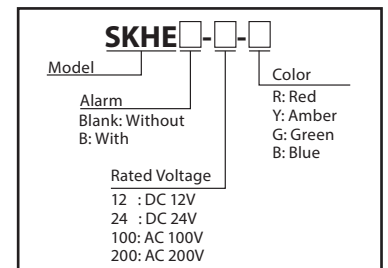 SKHE□-□-□
Model
Alarm
Blank: Without
B: With
Rated Voltage
12 : DC 12V
24 : DC 24V
100: AC 100V
200: AC 200V
Color
R: Red
Y: Amber
G: Green
B: Blue